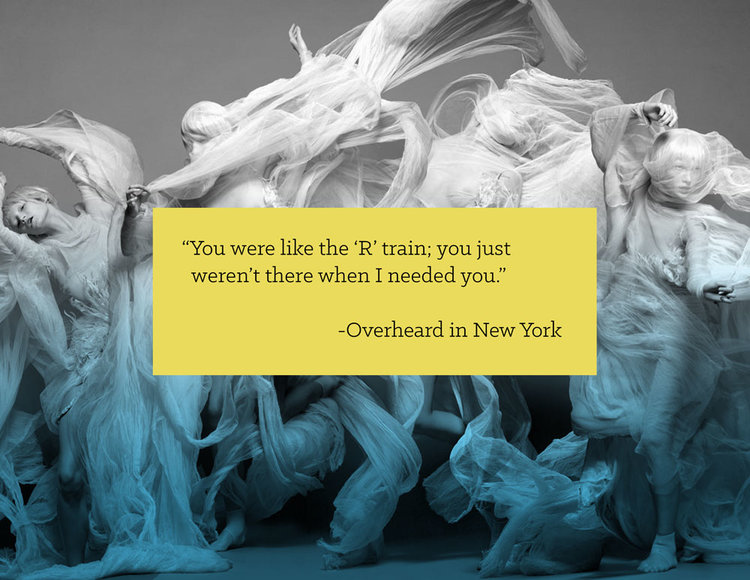 “You were like the ‘R’ train; you just
weren’t there when I needed you.”
-Overheard in New York